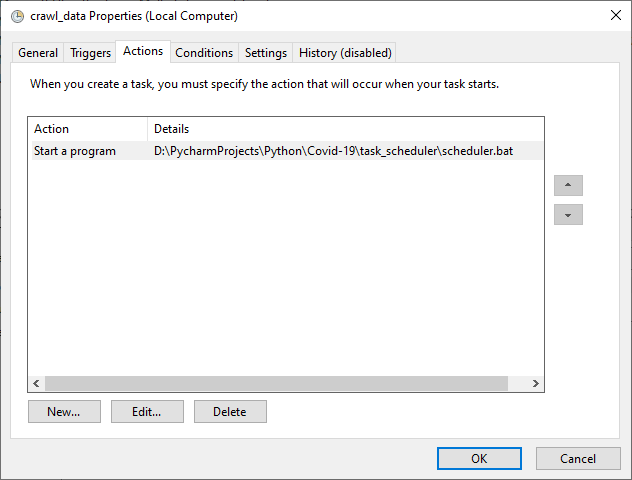 crawl_data Properties (Local Computer)
General Triggers Actions Conditions Settings History (disabled)
When you create a task, you must specify the action that will occur when your task starts.
Action Details
Start a program D:\PycharmProjects\Python\Covid-19\task_scheduler\scheduler.bat
New... Edit... Delete
OK Cancel